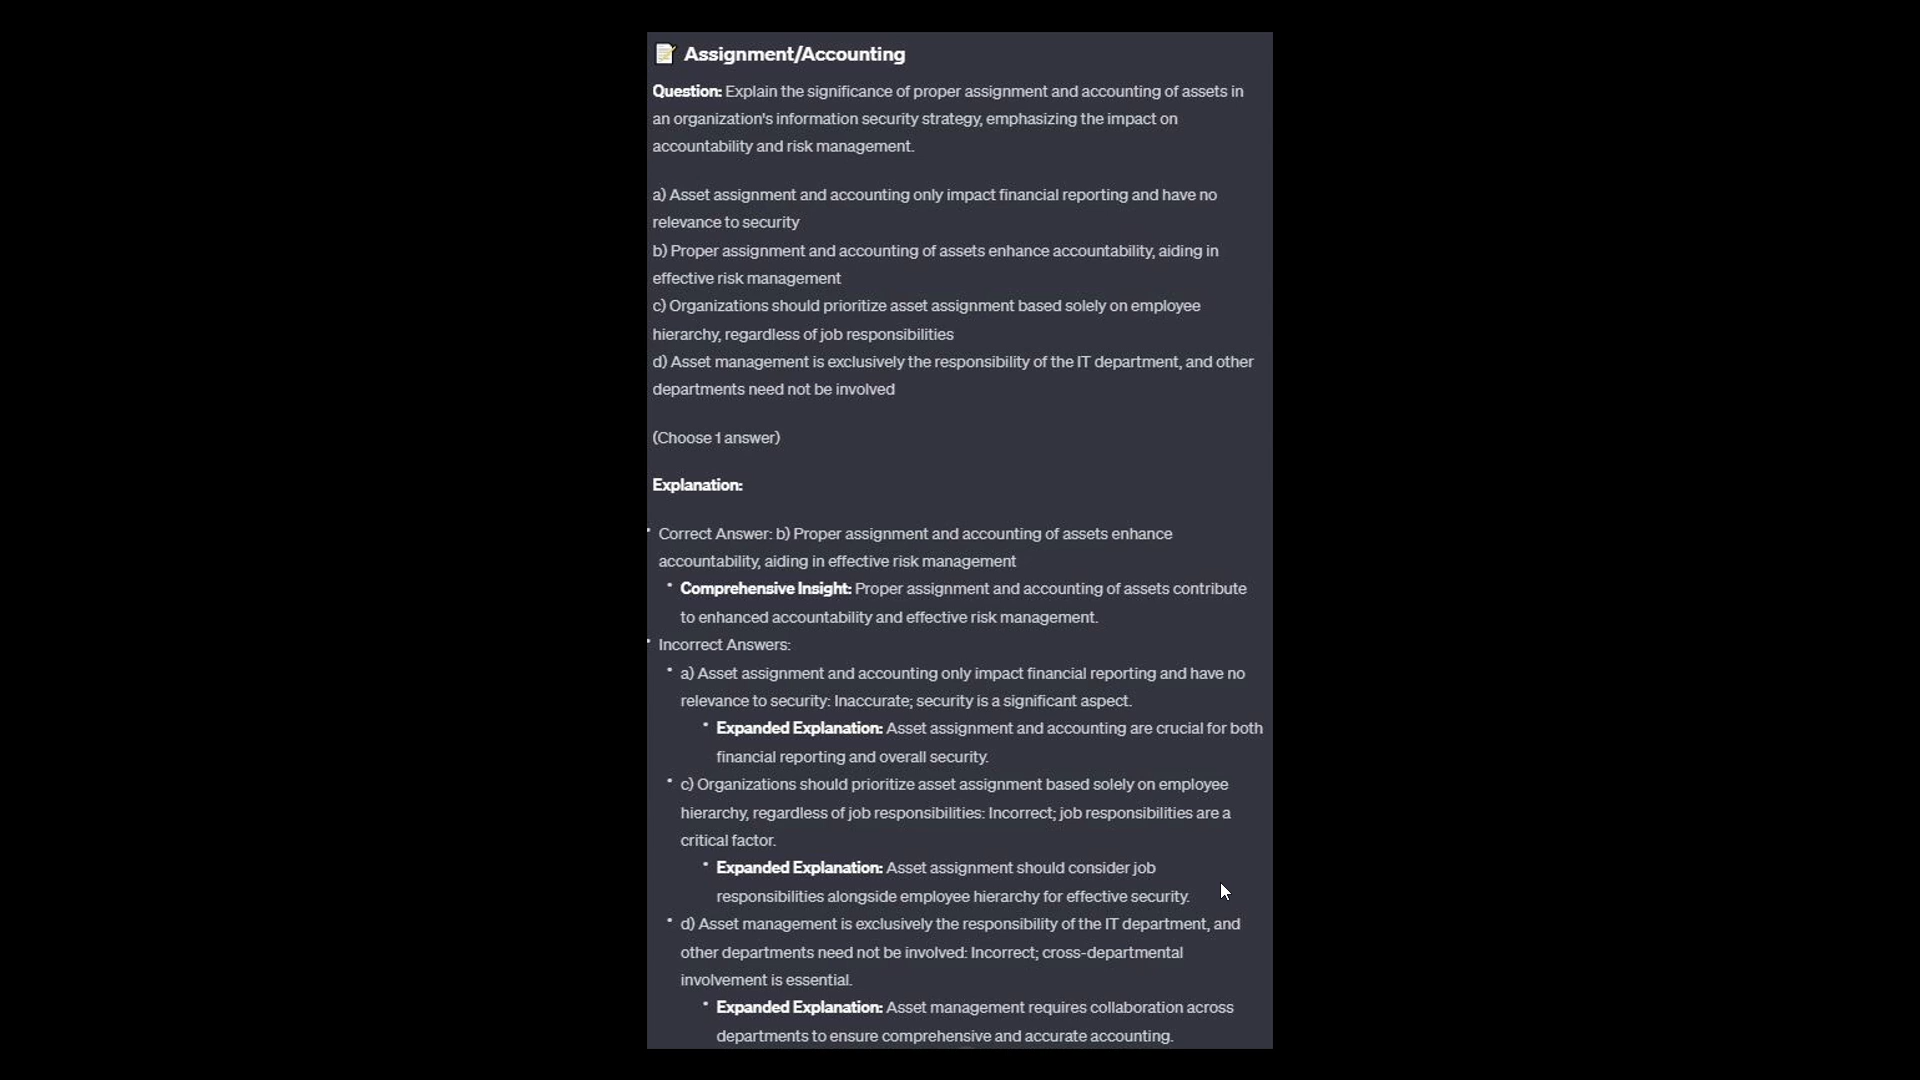 📝 Assignment/Accounting
Question: Explain the significance of proper assignment and accounting of assets in
an organization's information security strategy, emphasizing the impact on
accountability and risk management.
a) Asset assignment and accounting only impact financial reporting and have no
relevance to security
b) Proper assignment and accounting of assets enhance accountability, aiding in
effective risk management
c) Organizations should prioritize asset assignment based solely on employee
hierarchy, regardless of job responsibilities
d) Asset management is exclusively the responsibility of the IT department, and other
departments need not be involved
(Choose 1 answer)
Explanation:
• Correct Answer: b) Proper assignment and accounting of assets enhance
accountability, aiding in effective risk management
• Comprehensive Insight: Proper assignment and accounting of assets contribute
to enhanced accountability and effective risk management.
• Incorrect Answers:
• a) Asset assignment and accounting only impact financial reporting and have no
relevance to security: Inaccurate; security is a significant aspect.
• Expanded Explanation: Asset assignment and accounting are crucial for both
financial reporting and overall security.
• c) Organizations should prioritize asset assignment based solely on employee
hierarchy, regardless of job responsibilities: Incorrect; job responsibilities are a
critical factor.
• Expanded Explanation: Asset assignment should consider job
responsibilities alongside employee hierarchy for effective security.
• d) Asset management is exclusively the responsibility of the IT department, and
other departments need not be involved: Incorrect; cross-departmental
involvement is essential.
• Expanded Explanation: Asset management requires collaboration across
departments to ensure comprehensive and accurate accounting.